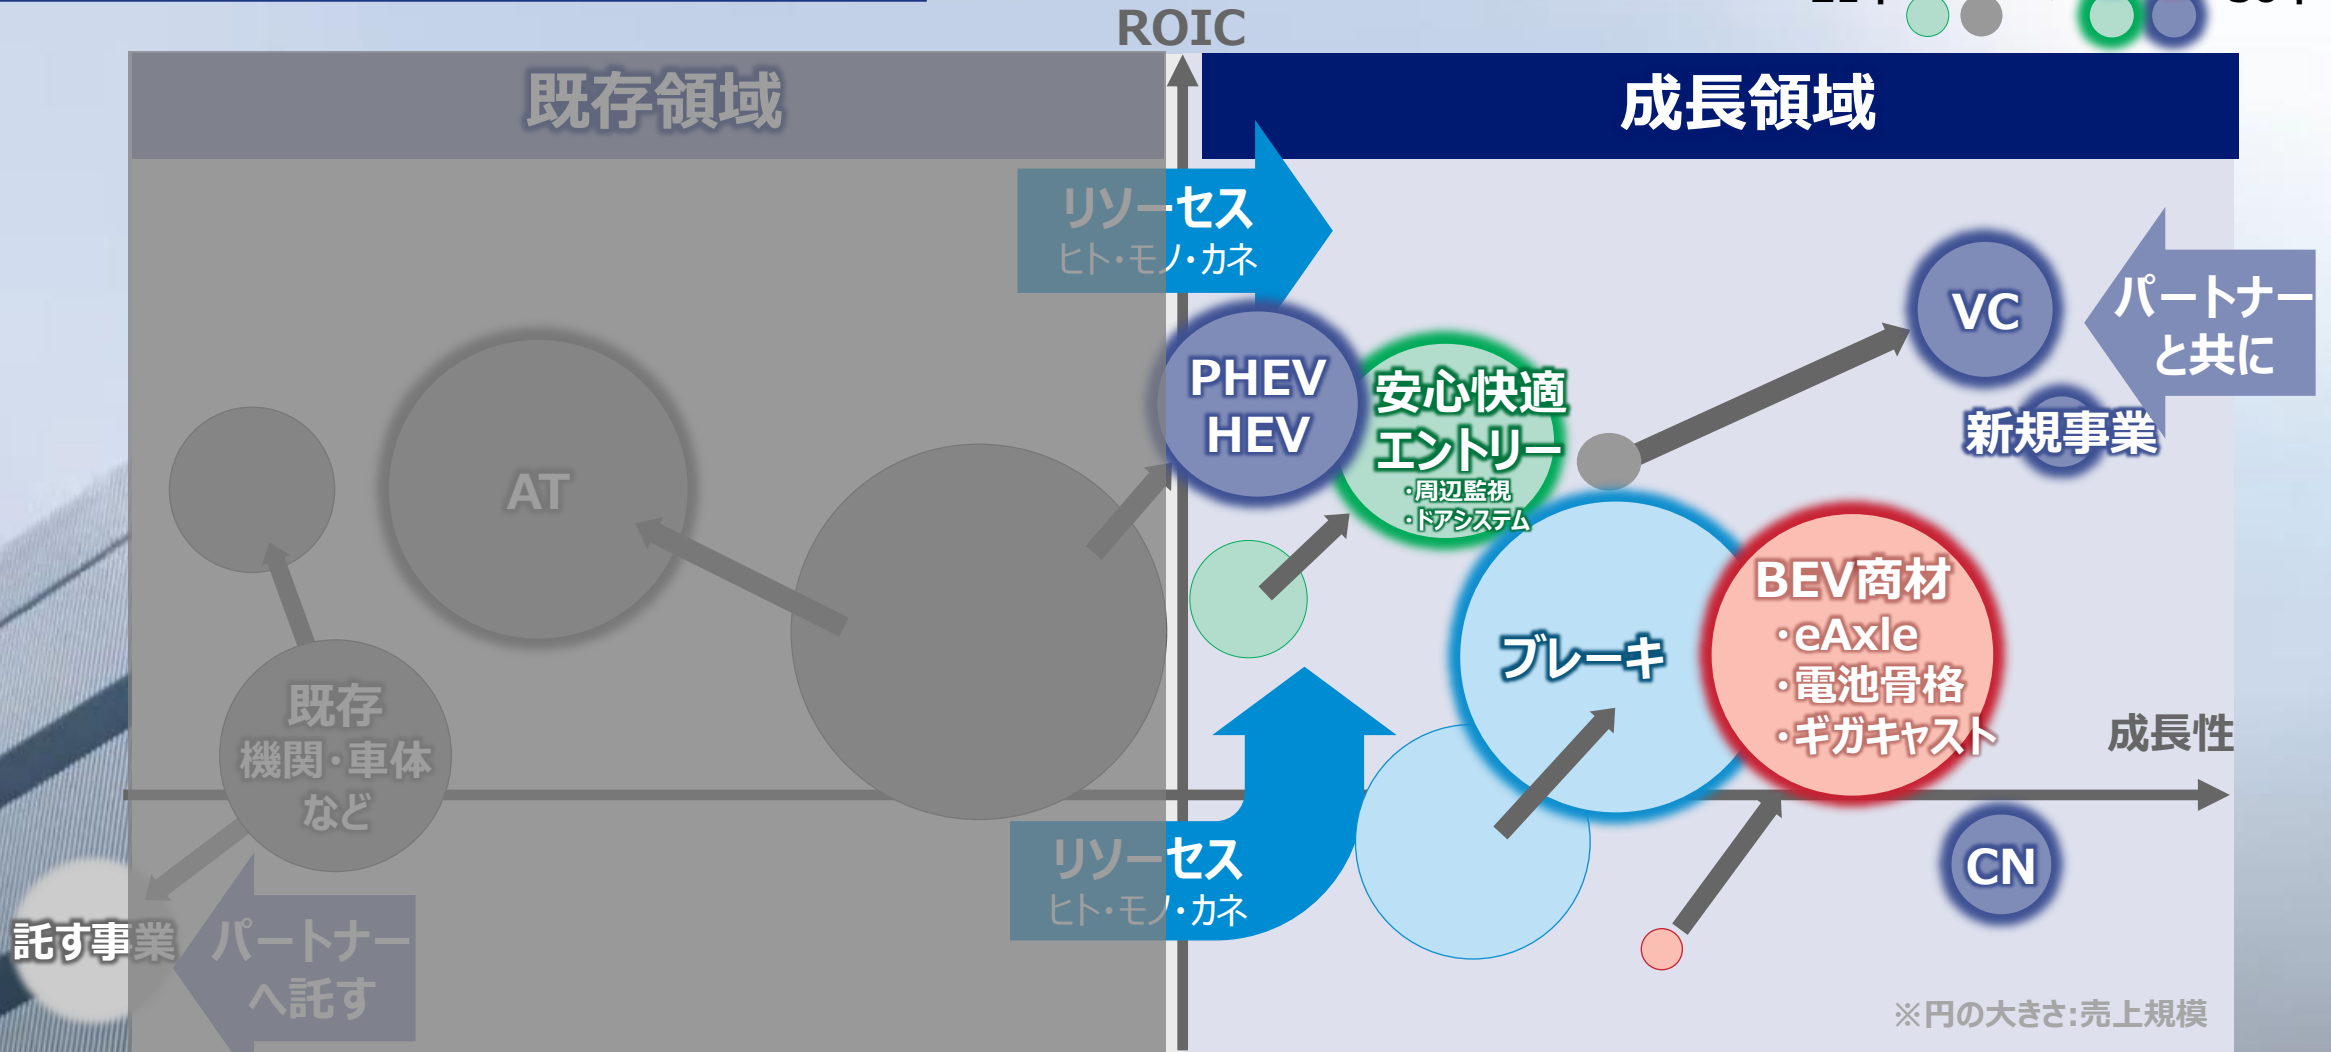 ROIC
既存領域
成長領域
リソーセス
ヒト・モノ・カネ
VC
パートナー
と共に
PHEV
HEV
安心快適
エントリー
・周辺監視
・ドアシステム
新規事業
AT
BEV商材
・eAxle
・電池骨格
・ギガキャスト
ブレーキ
既存
機関・車体
など
成長性
リソーセス
ヒト・モノ・カネ
CN
託す事業
パートナー
へ託す
※円の大きさ:売上規模